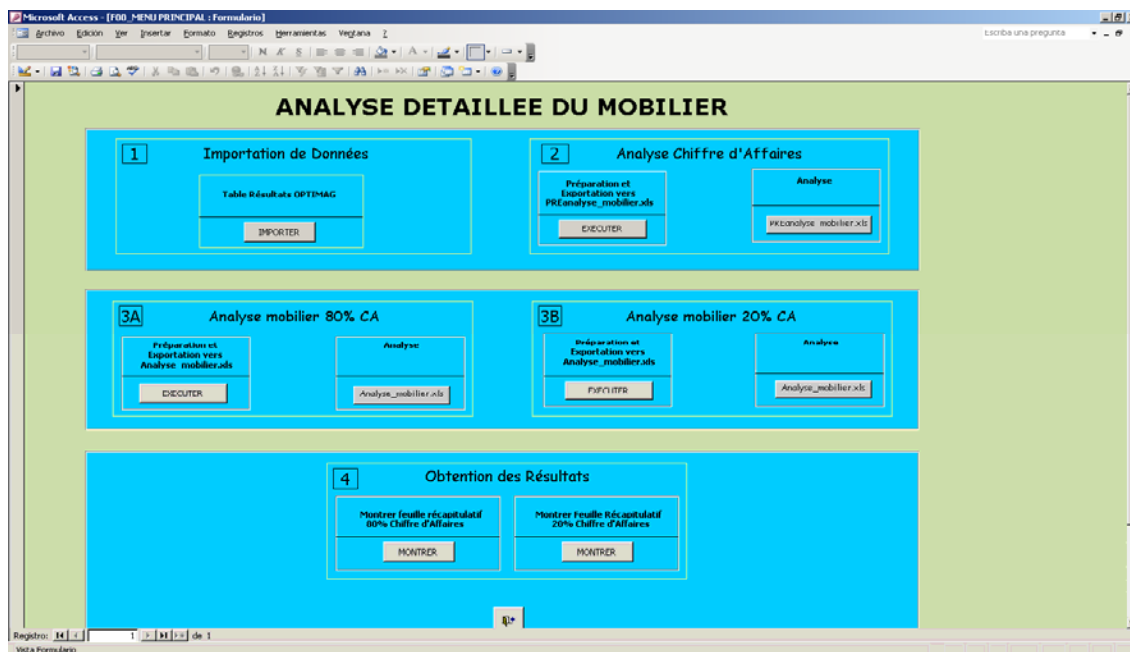 Microsoft Access - [F00_MENU PRINCIPAL : Formulario]
Archivo Edición Ver Insertar Formato Registros Herramientas Ventana ?
Escriba una pregunta
N K S
ANALYSE DETAILLEE DU MOBILIER
1 Importation de Données
Table Résultats OPTIMAG
IMPORTER
2 Analyse Chiffre d'Affaires
Préparation et
Exportation vers
PREanalyse_mobilier.xls
EXECUTER
Analyse
PREanalyse_mobilier.xls
3A Analyse mobilier 80% CA
Préparation et
Exportation vers
Analyse_mobilier.xls
EXECUTER
Analyse
Analyse_mobilier.xls
3B Analyse mobilier 20% CA
Préparation et
Exportation vers
Analyse_mobilier.xls
EXECUTER
Analyse
Analyse_mobilier.xls
4 Obtention des Résultats
Montrer feuille récapitulatif
80% Chiffre d'Affaires
MONTRER
Montrer Feuille Récapitulatif
20% Chiffre d'Affaires
MONTRER
Registro: 1 de 1
Vista Formulario